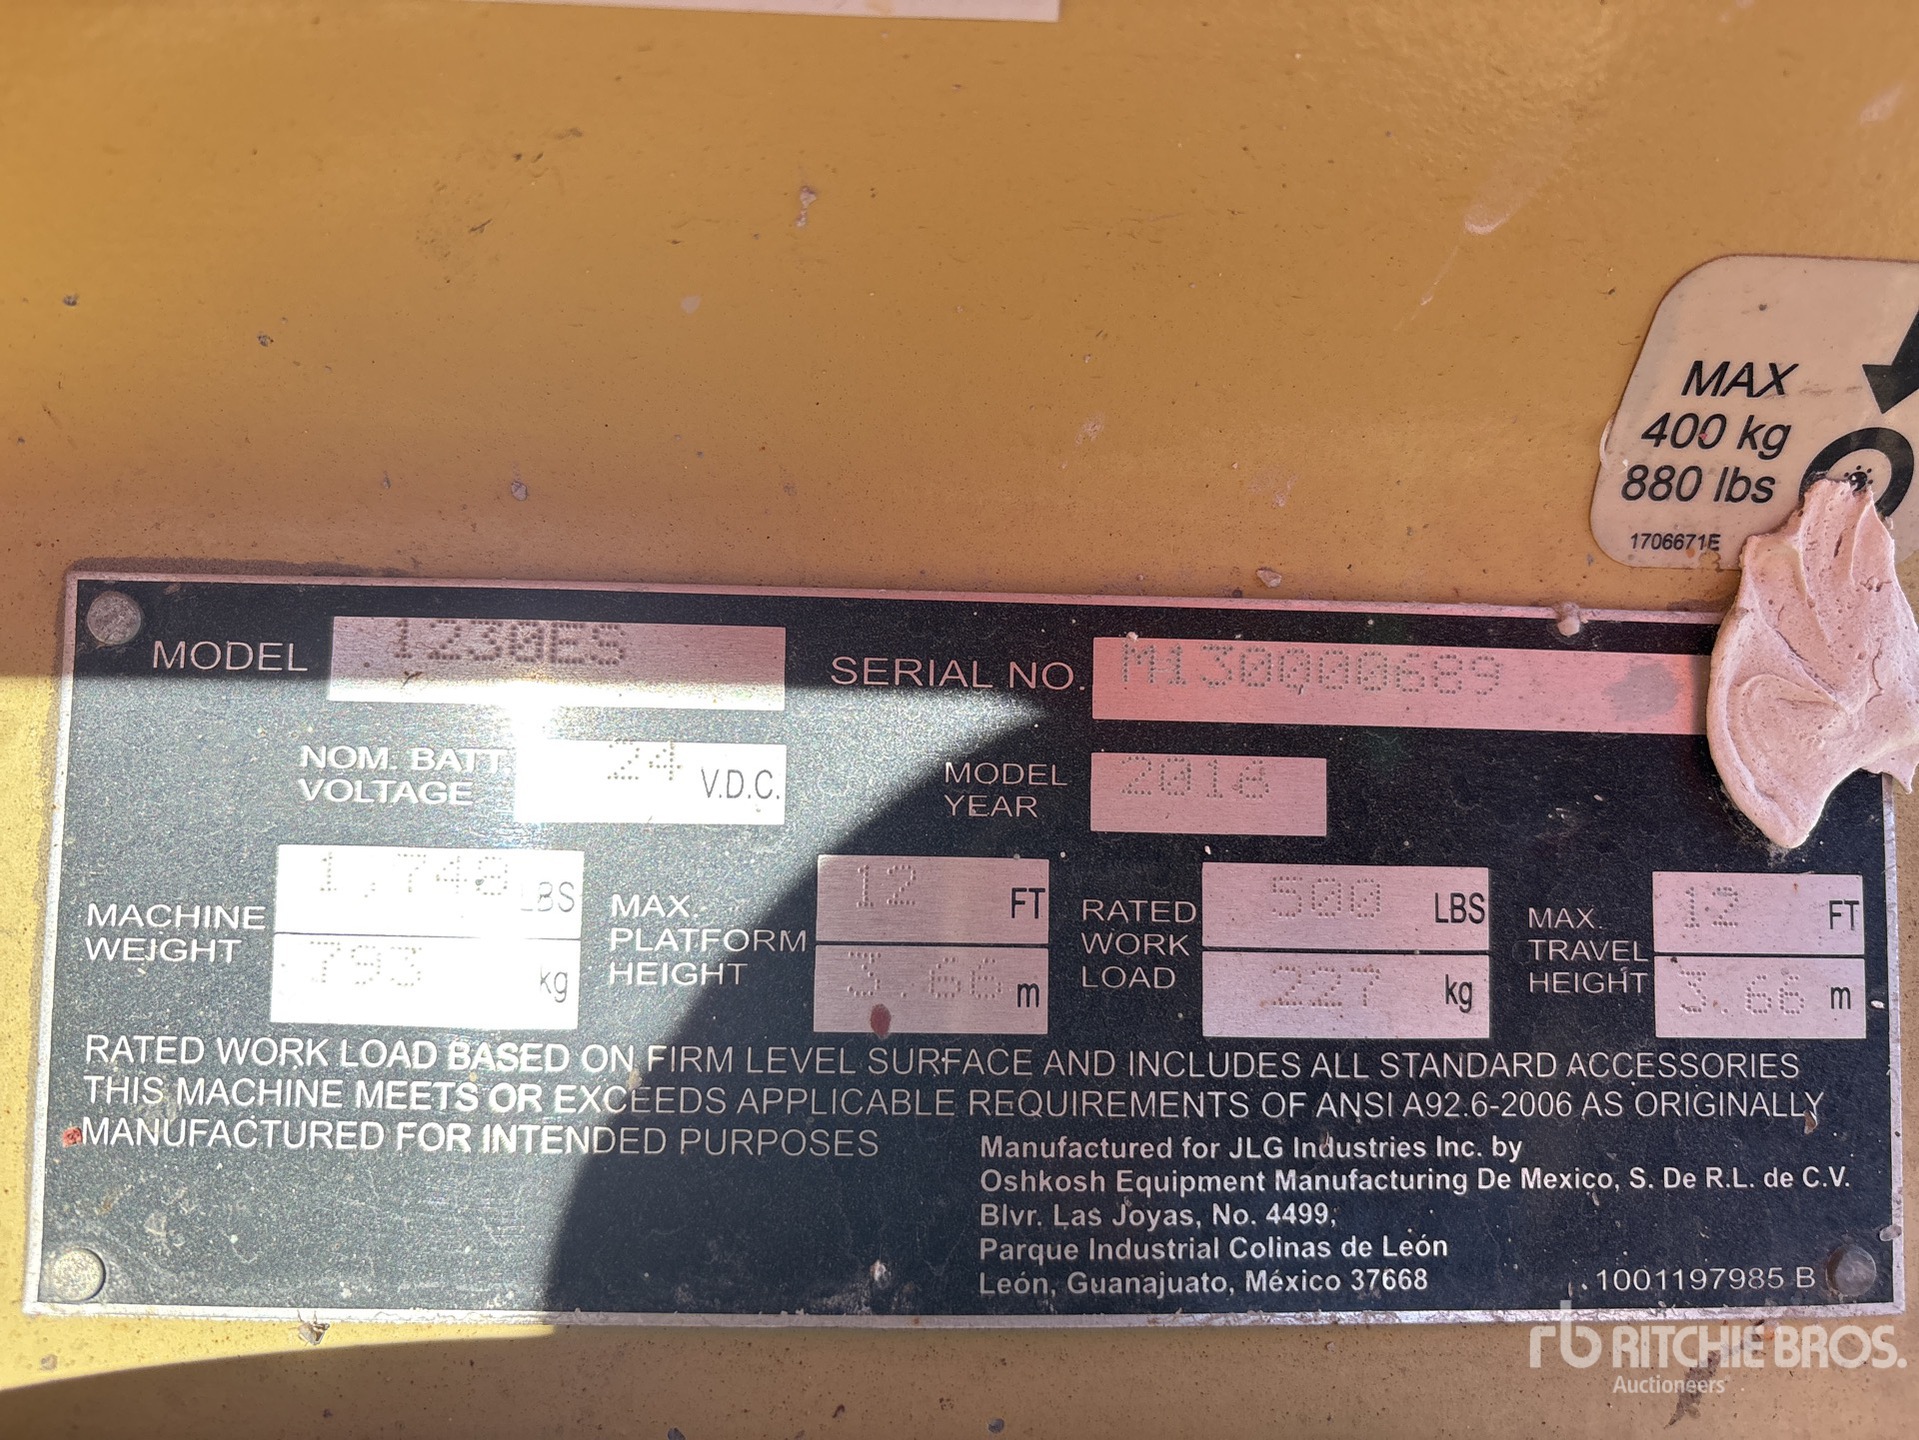 MAX
400 kg
880 lbs
1706671E
MODEL 1230ES
SERIAL NO. M130000689
NOM. BATT VOLTAGE 24 V.D.C.
MODEL YEAR
MACHINE WEIGHT 1,748 LBS
793 kg
MAX. PLATFORM HEIGHT 12 FT
3.66 m
RATED WORK LOAD 500 LBS
227 kg
MAX. TRAVEL HEIGHT 12 FT
3.66 m
RATED WORK LOAD BASED ON FIRM LEVEL SURFACE AND INCLUDES ALL STANDARD ACCESSORIES
THIS MACHINE MEETS OR EXCEEDS APPLICABLE REQUIREMENTS OF ANSI A92.6-2006 AS ORIGINALLY
MANUFACTURED FOR INTENDED PURPOSES
Manufactured for JLG Industries Inc. by
Oshkosh Equipment Manufacturing De Mexico, S. De R.L. de C.V.
Blvr. Las Joyas, No. 4499,
Parque Industrial Colinas de León
León, Guanajuato, México 37668
1001197985 B
rb RITCHIE BROS.
Auctioneers